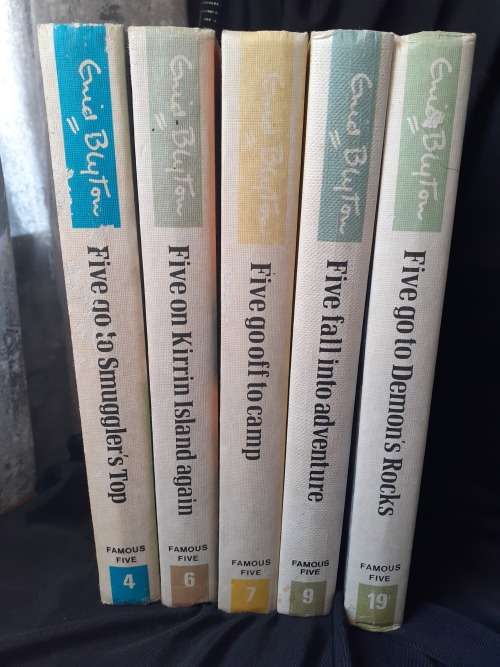 Enid Blyton
Five go to Smuggler's Top
FAMOUS
FIVE
4
Enid Blyton
Five on Kirrin Island again
FAMOUS
FIVE
6
Enid Blyton
Five go off to camp
FAMOUS
FIVE
7
Enid Blyton
Five fall into adventure
FAMOUS
FIVE
9
Enid Blyton
Five go to Demon's Rocks
FAMOUS
FIVE
19